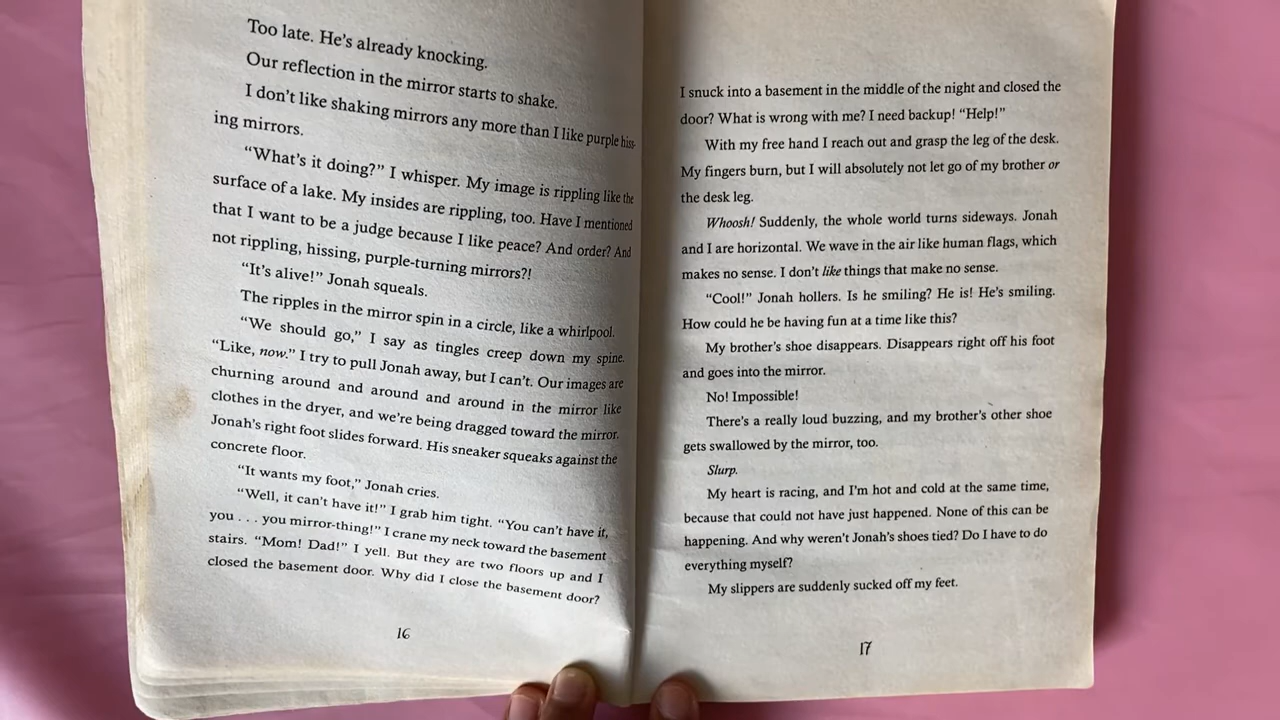 Too late. He's already knocking.
Our reflection in the mirror starts to shake.
I don't like shaking mirrors any more than I like purple hiss-
ing mirrors.
“What's it doing?” I whisper. My image is rippling like the
surface of a lake. My insides are rippling, too. Have I mentioned
that I want to be a judge because I like peace? And order? And
not rippling, hissing, purple-turning mirrors?!
“It's alive!” Jonah squeals.
The ripples in the mirror spin in a circle, like a whirlpool.
“We should go,” I say as tingles creep down my spine.
“Like, now.” I try to pull Jonah away, but I can't. Our images are
churning around and around and around in the mirror like
clothes in the dryer, and we're being dragged toward the mirror.
Jonah's right foot slides forward. His sneaker squeaks against the
concrete floor.
“It wants my foot,” Jonah cries.
“Well, it can't have it!” I grab him tight. “You can't have it,
you . . . you mirror-thing!” I crane my neck toward the basement
stairs. “Mom! Dad!” I yell. But they are two floors up and I
closed the basement door. Why did I close the basement door?
16
I snuck into a basement in the middle of the night and closed the
door? What is wrong with me? I need backup! “Help!”
With my free hand I reach out and grasp the leg of the desk.
My fingers burn, but I will absolutely not let go of my brother or
the desk leg.
Whoosh! Suddenly, the whole world turns sideways. Jonah
and I are horizontal. We wave in the air like human flags, which
makes no sense. I don't like things that make no sense.
“Cool!” Jonah hollers. Is he smiling? He is! He's smiling.
How could he be having fun at a time like this?
My brother's shoe disappears. Disappears right off his foot
and goes into the mirror.
No! Impossible!
There's a really loud buzzing, and my brother's other shoe
gets swallowed by the mirror, too.
Slurp.
My heart is racing, and I'm hot and cold at the same time,
because that could not have just happened. None of this can be
happening. And why weren't Jonah's shoes tied? Do I have to do
everything myself?
My slippers are suddenly sucked off my feet.
17